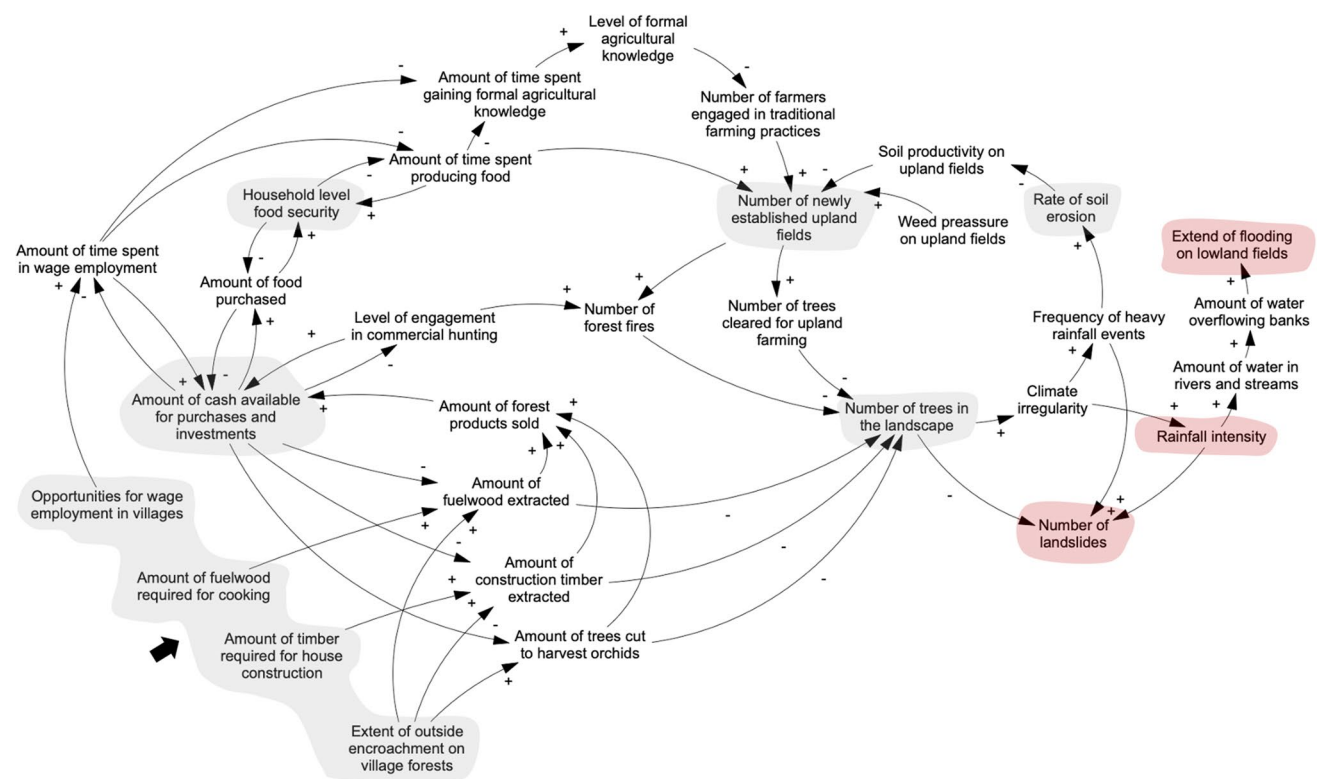 Level of formal
agricultural
knowledge
Amount of time spent
gaining formal agricultural
knowledge
Number of farmers
engaged in traditional
farming practices
Amount of time spent
producing food
Soil productivity on
upland fields
Household level
food security
Number of newly
established upland
fields
Weed preassure
on upland fields
Rate of soil
erosion
Extend of flooding
on lowland fields
Amount of time spent
in wage employment
Amount of food
purchased
Number of
forest fires
Number of trees
cleared for upland
farming
Level of engagement
in commercial hunting
Frequency of heavy
rainfall events
Amount of water
overflowing banks
Amount of water in
rivers and streams
Amount of cash available
for purchases and
investments
Amount of forest
products sold
Number of trees in
the landscape
Climate
irregularity
Rainfall intensity
Opportunities for wage
employment in villages
Amount of
fuelwood extracted
Number of
landslides
Amount of fuelwood
required for cooking
Amount of
construction timber
extracted
Amount of timber
required for house
construction
Amount of trees cut
to harvest orchids
Extent of outside
encroachment on
village forests